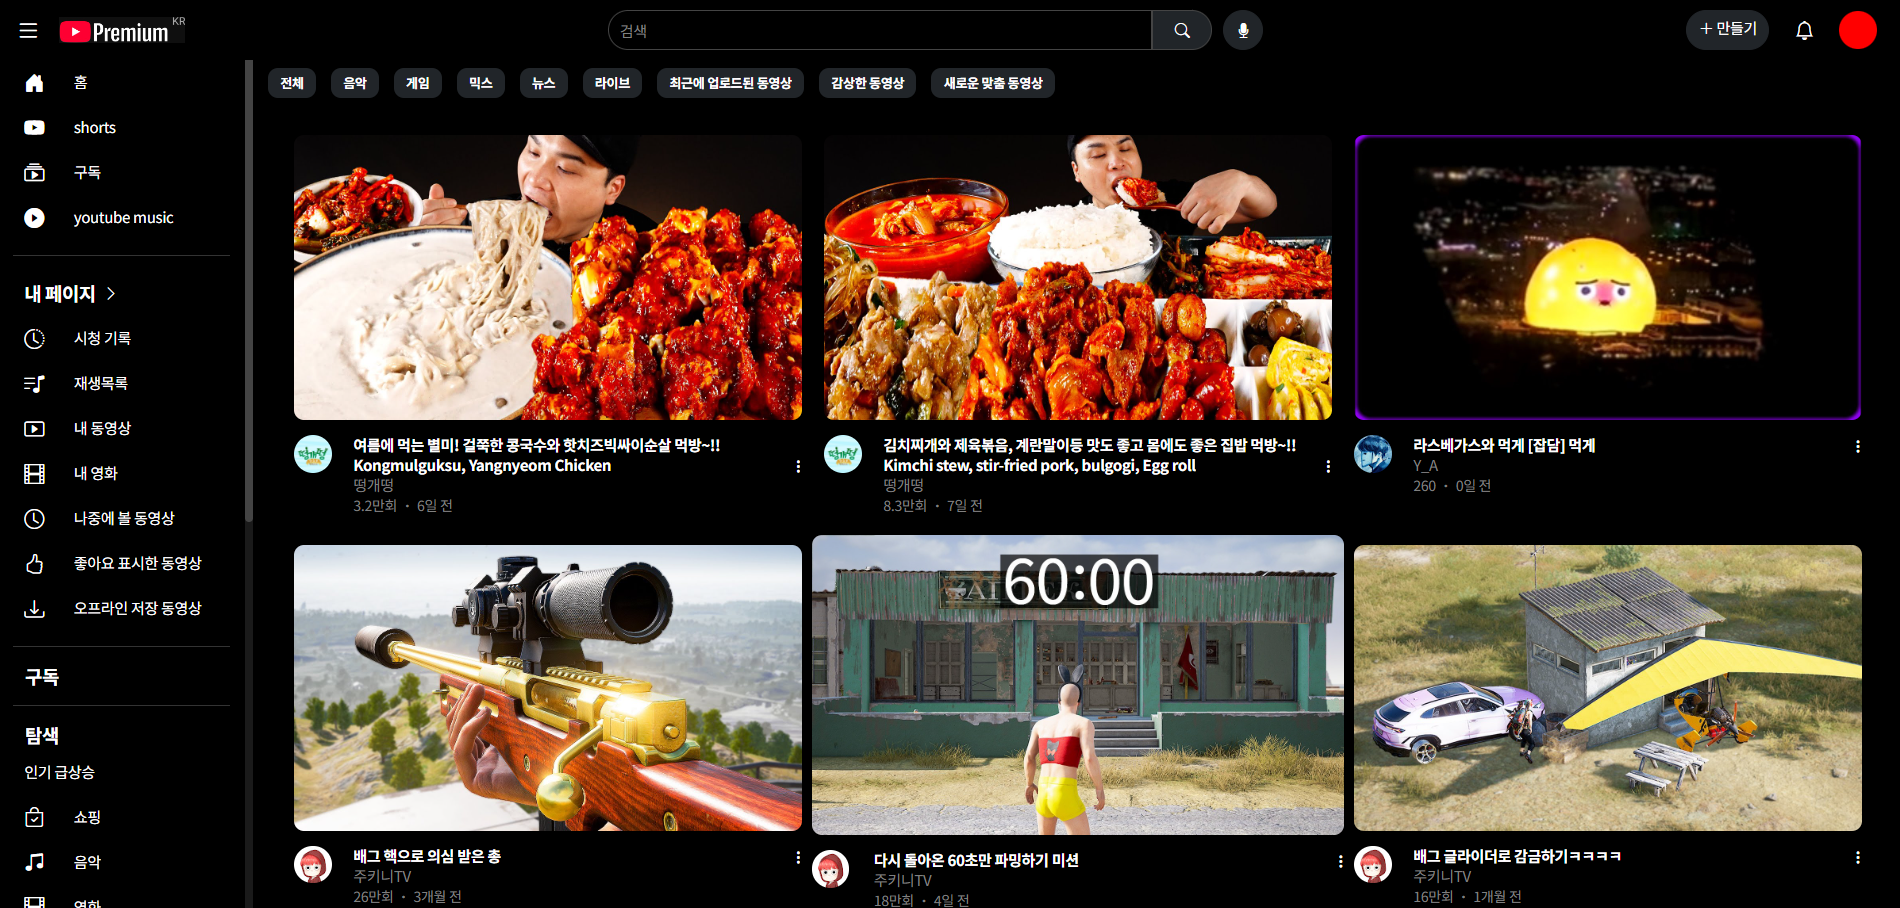 Premium KR
검색
+ 만들기
홈
shorts
구독
youtube music
내 페이지
시청 기록
재생목록
내 동영상
내 영화
나중에 볼 동영상
좋아요 표시한 동영상
오프라인 저장 동영상
구독
탐색
인기 급상승
쇼핑
음악
영화
전체
음악
게임
믹스
뉴스
라이브
최근에 업로드된 동영상
감상한 동영상
새로운 맞춤 동영상
여름에 먹는 별미! 걸쭉한 콩국수와 핫치즈빅싸이순살 먹방~!!
Kongmulguksu, Yangnyeom Chicken
떵개떵
3.2만회 • 6일 전
김치찌개와 제육볶음, 계란말이등 맛도 좋고 몸에도 좋은 집밥 먹방~!!
Kimchi stew, stir-fried pork, bulgogi, Egg roll
떵개떵
8.3만회 • 7일 전
라스베가스와 먹게 [잡담] 먹게
Y_A
260 • 0일 전
배그 핵으로 의심 받은 총
주키니TV
26만회 • 3개월 전
60:00
다시 돌아온 60초만 파밍하기 미션
주키니TV
18만회 • 4일 전
배그 글라이더로 감금하기ㅋㅋㅋㅋ
주키니TV
16만회 • 1개월 전